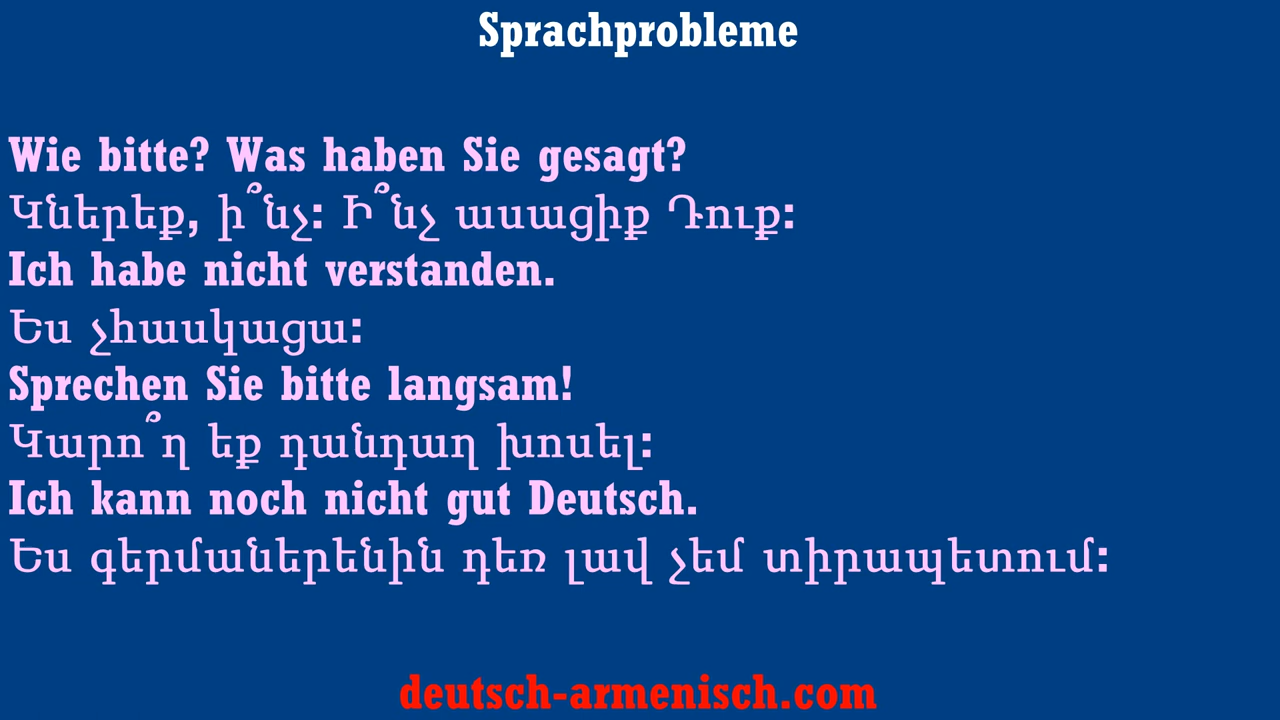 Sprachprobleme
Wie bitte? Was haben Sie gesagt?
Կներեք, ի՞նչ: Ի՞նչ ասացիք Դուք:
Ich habe nicht verstanden.
Ես չհասկացա:
Sprechen Sie bitte langsam!
Կարո՞ղ եք դանդաղ խոսել:
Ich kann noch nicht gut Deutsch.
Ես գերմաներենին դեռ լավ չեմ տիրապետում:
deutsch-armenisch.com